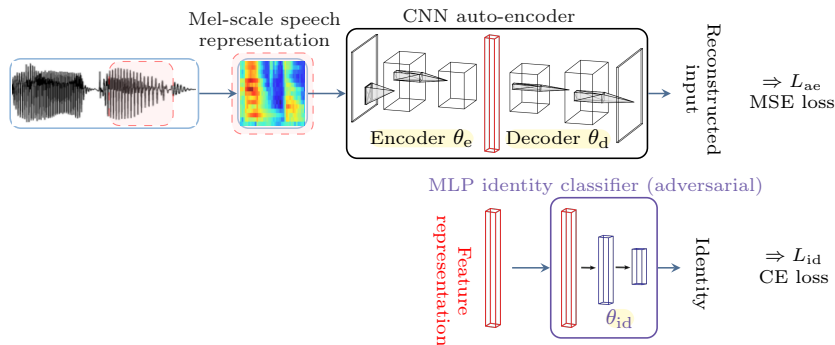 Mel-scale speech
representation
CNN auto-encoder
Encoder θe
Decoder θd
Reconstructed
input
⇒ Lae
MSE loss
MLP identity classifier (adversarial)
Feature
representation
θid
Identity
⇒ Lid
CE loss